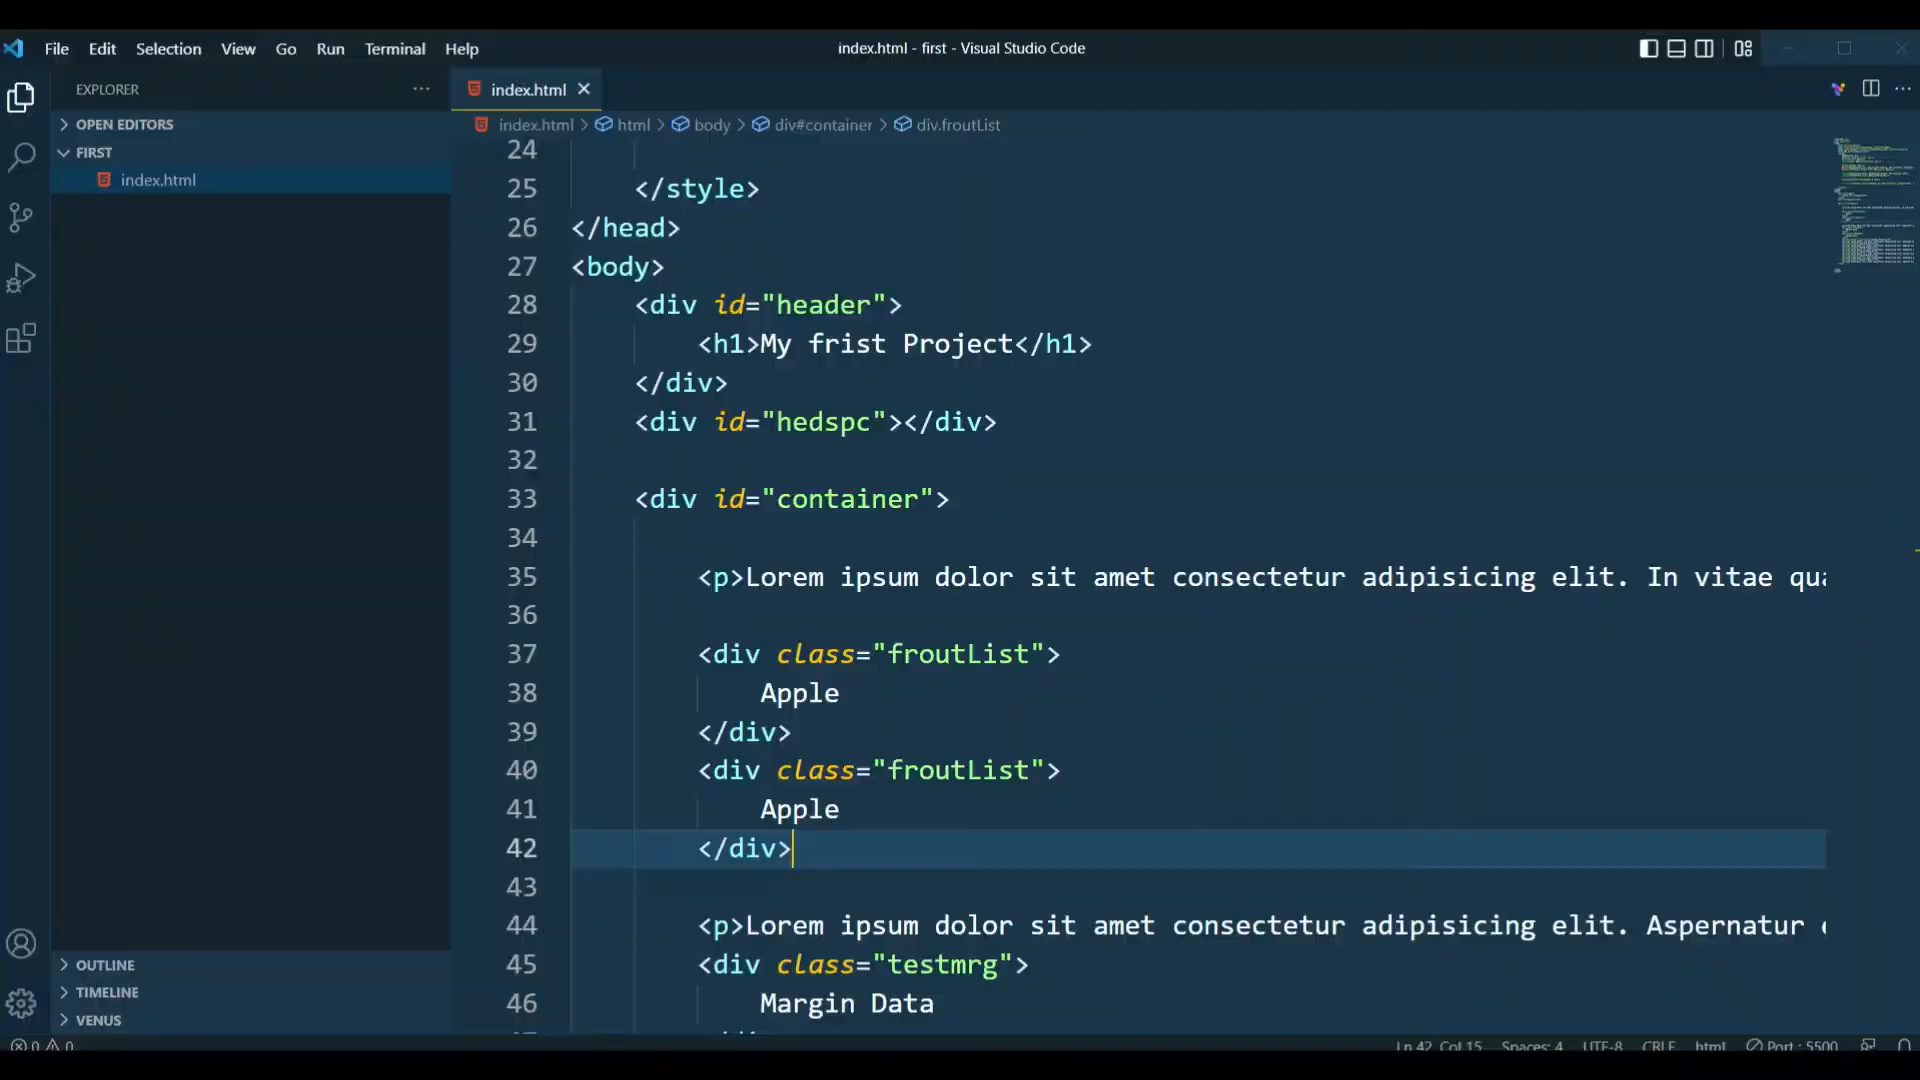 File Edit Selection View Go Run Terminal Help
index.html - first - Visual Studio Code
EXPLORER
OPEN EDITORS
FIRST
index.html
OUTLINE
TIMELINE
VENUS
index.html
index.html > html > body > div#container > div.froutList
24
25 </style>
26 </head>
27 <body>
28 <div id="header">
29 <h1>My frist Project</h1>
30 </div>
31 <div id="hedspc"></div>
32
33 <div id="container">
34
35 <p>Lorem ipsum dolor sit amet consectetur adipisicing elit. In vitae
36
37 <div class="froutList">
38 Apple
39 </div>
40 <div class="froutList">
41 Apple
42 </div>
43
44 <p>Lorem ipsum dolor sit amet consectetur adipisicing elit. Aspernatur
45 <div class="testmrg">
46 Margin Data
0 0
Ln 42, Col 15 Spaces: 4 UTF-8 CRLF html Port : 5500